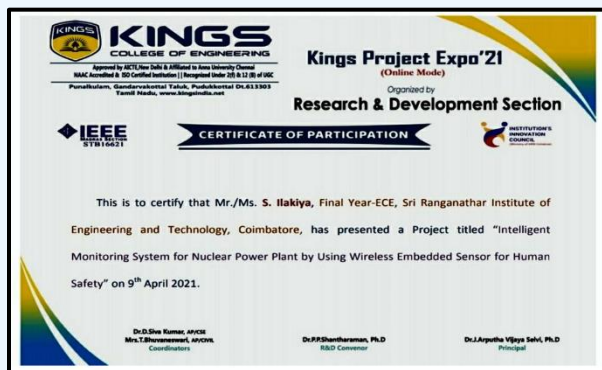 KINGS
KINGS
COLLEGE OF ENGINEERING
Approved by AICTE, New Delhi & Affiliated to Anna University Chennai
NAAC Accredited & ISO Certified Institution || Recognized Under 2(f) & 12 (B) of UGC
Punalkulam, Gandarvakottai Taluk, Pudukkottai Dt.613303
Tamil Nadu, www.kingsindia.net
Kings Project Expo'21
(Online Mode)
Organized by
Research & Development Section
IEEE
MADRAS SECTION
STB16621
CERTIFICATE OF PARTICIPATION
INSTITUTION'S
INNOVATION
COUNCIL
This is to certify that Mr./Ms. S. Ilakiya, Final Year-ECE, Sri Ranganathar Institute of
Engineering and Technology, Coimbatore, has presented a Project titled "Intelligent
Monitoring System for Nuclear Power Plant by Using Wireless Embedded Sensor for Human
Safety" on 9th April 2021.
Dr.D.Siva Kumar, AP/CSE
Mrs.T.Bhuvaneswari, AP/CIVIL
Coordinators
Dr.P.P.Shantharaman, Ph.D
R&D Convenor
Dr.J.Arputha Vijaya Selvi, Ph.D
Principal